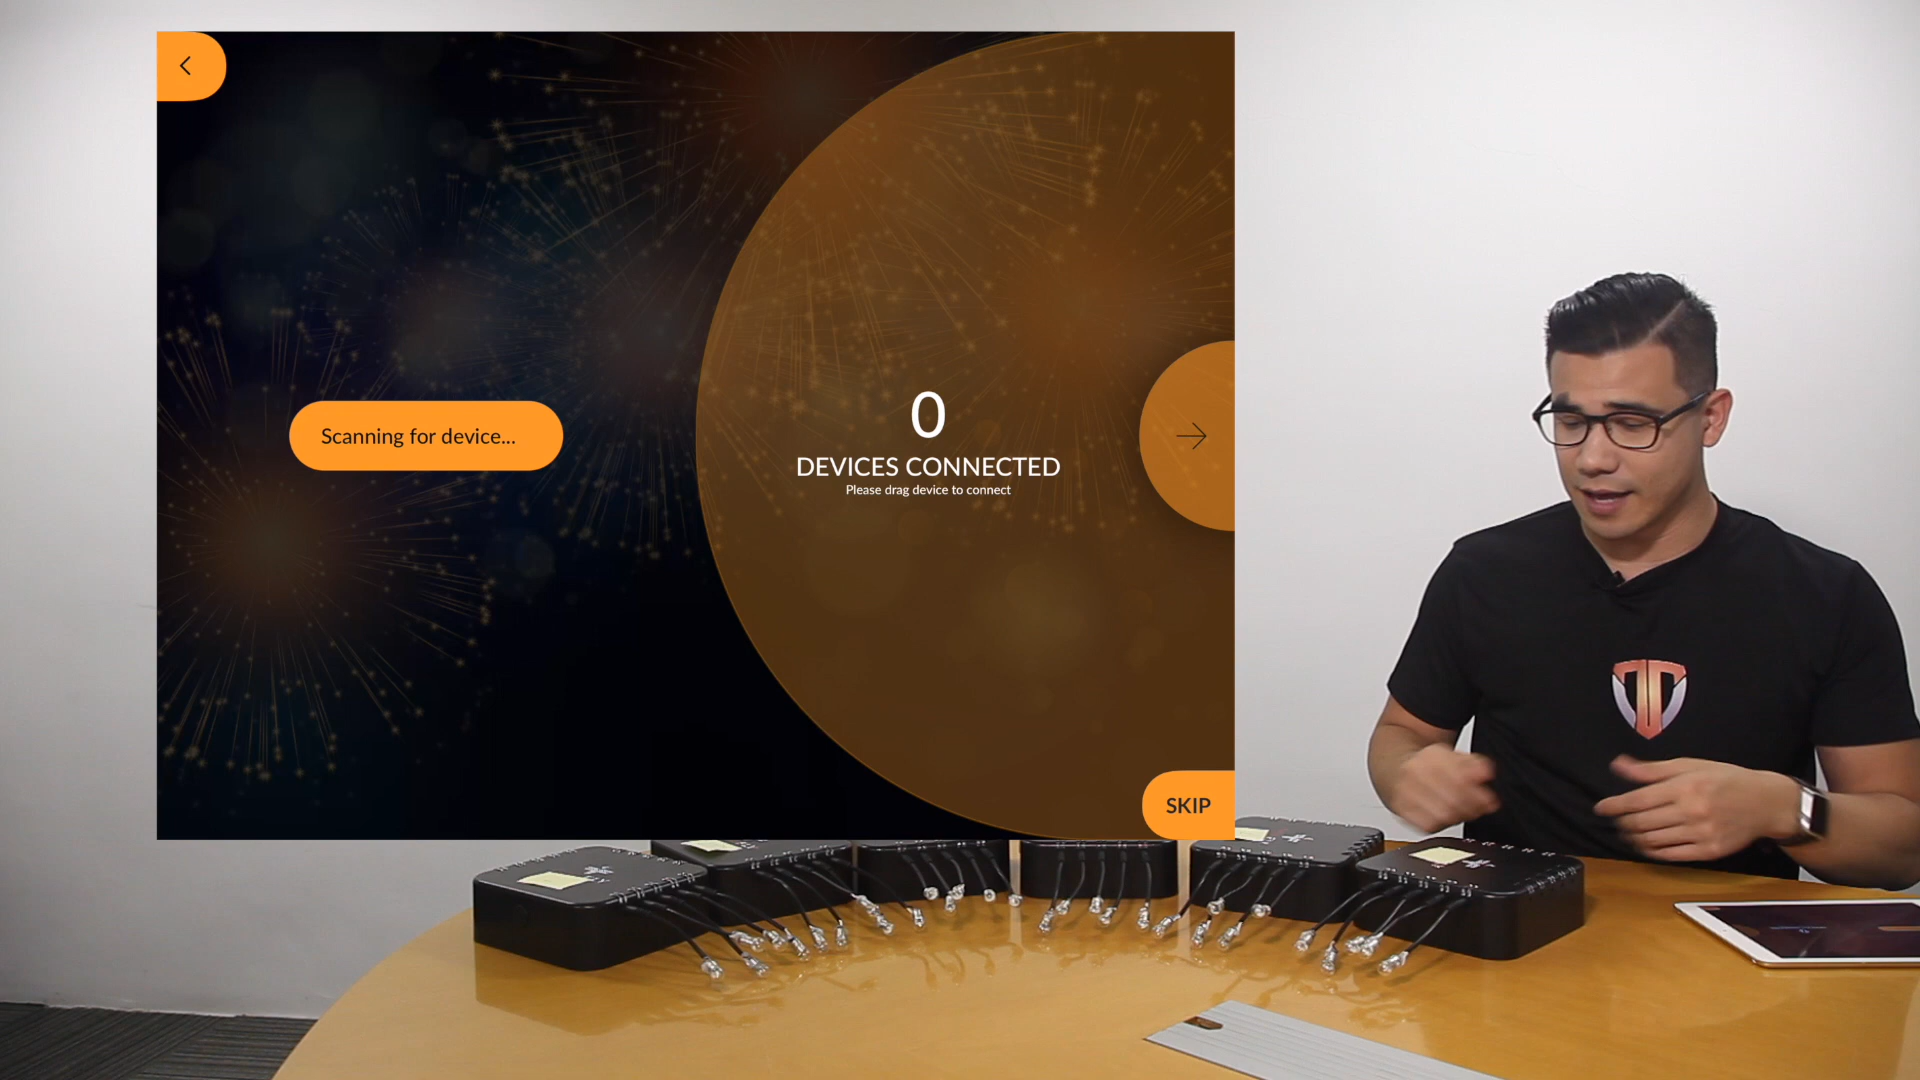 Scanning for device...
0
DEVICES CONNECTED
Please drag device to connect
SKIP